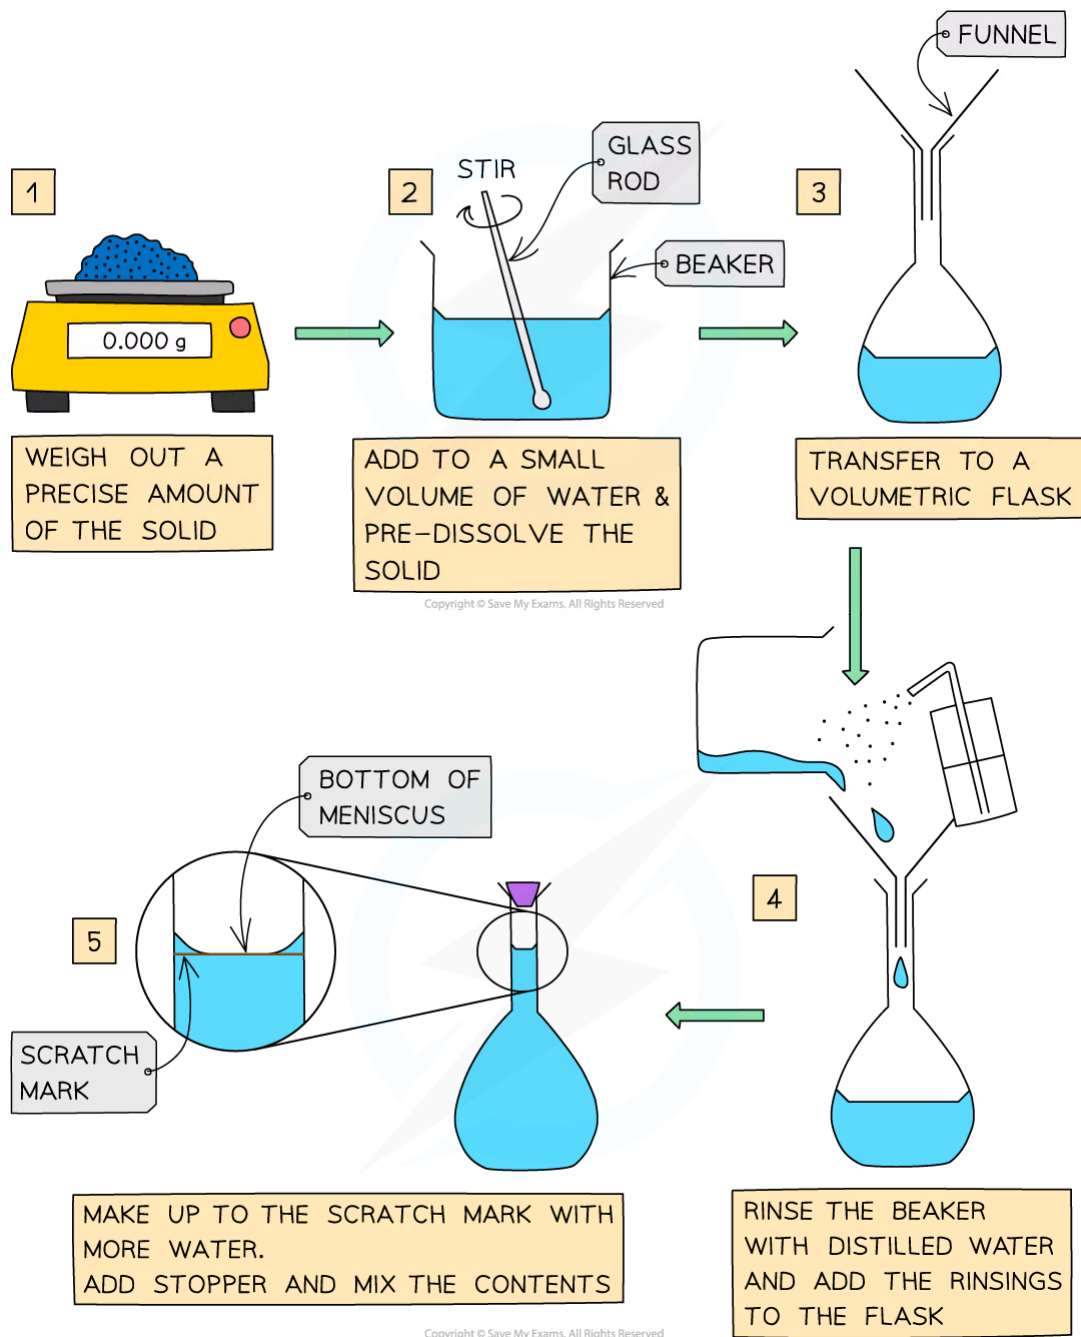 FUNNEL
1
2
STIR
GLASS
ROD
3
BEAKER
0.000 g
WEIGH OUT A
PRECISE AMOUNT
OF THE SOLID
ADD TO A SMALL
VOLUME OF WATER &
PRE-DISSOLVE THE
SOLID
TRANSFER TO A
VOLUMETRIC FLASK
Copyright © Save My Exams. All Rights Reserved
4
RINSE THE BEAKER
WITH DISTILLED WATER
AND ADD THE RINSINGS
TO THE FLASK
5
BOTTOM OF
MENISCUS
SCRATCH
MARK
MAKE UP TO THE SCRATCH MARK WITH
MORE WATER.
ADD STOPPER AND MIX THE CONTENTS
Copyright © Save My Exams. All Rights Reserved